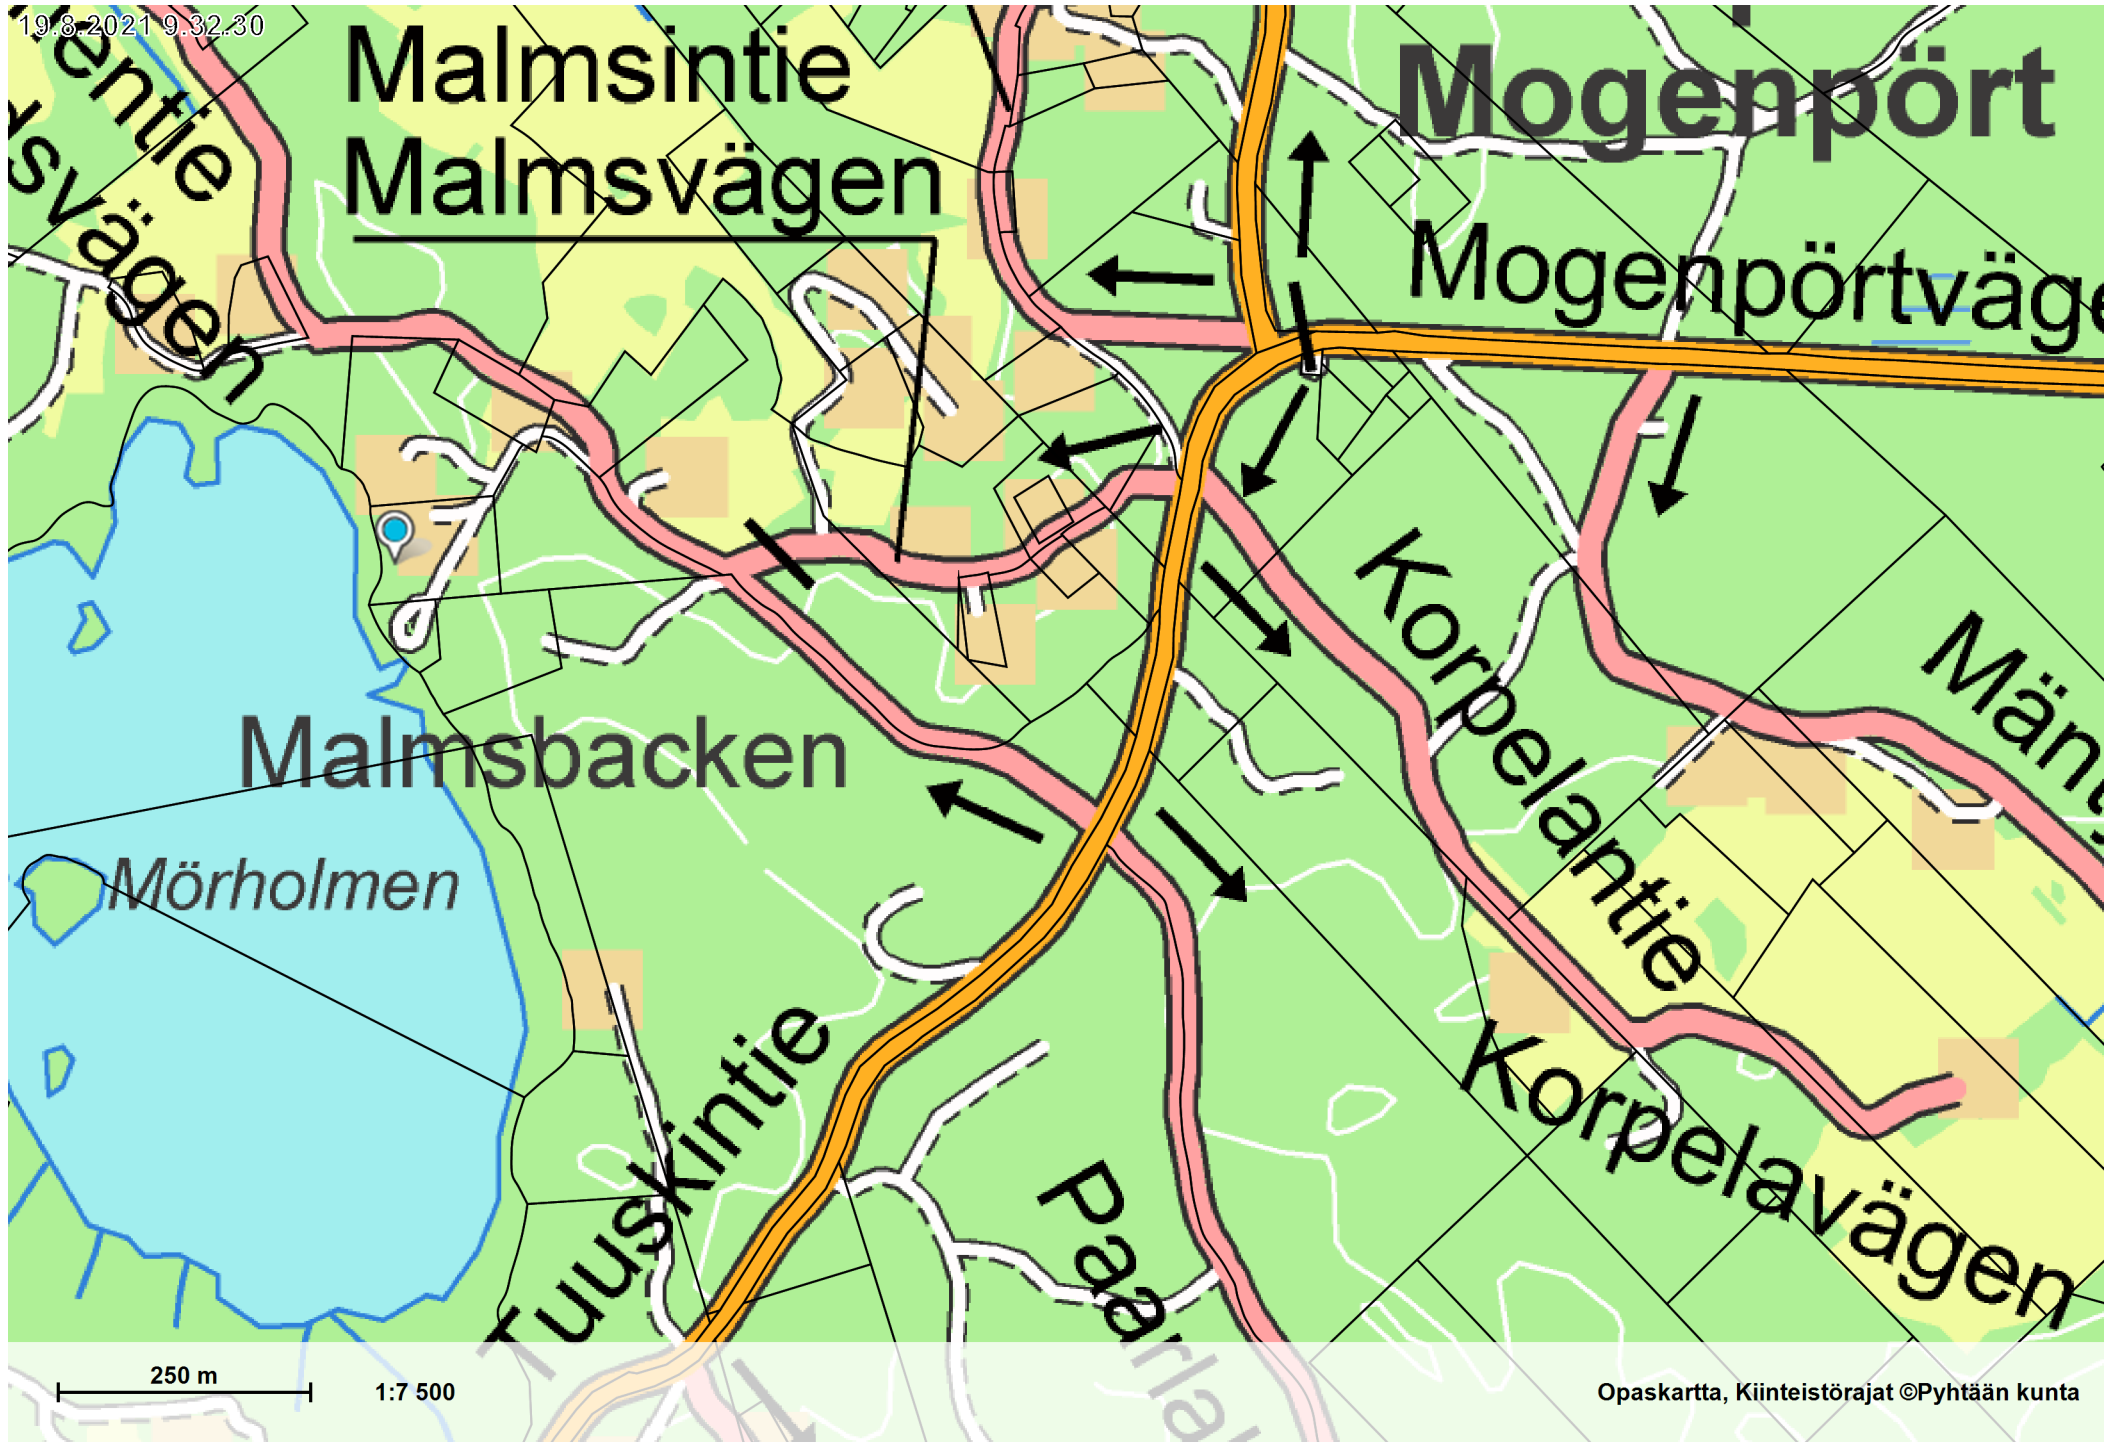 19.8.2021 9.32.30
Malmsintie
Malmsvägen
Mogenpört
Mogenpörtväge
Malmsbacken
Mörholmen
Korpelantie
Korpelavägen
Tuuskintie
250 m
1:7 500
Opaskartta, Kiinteistörajat ©Pyhtään kunta